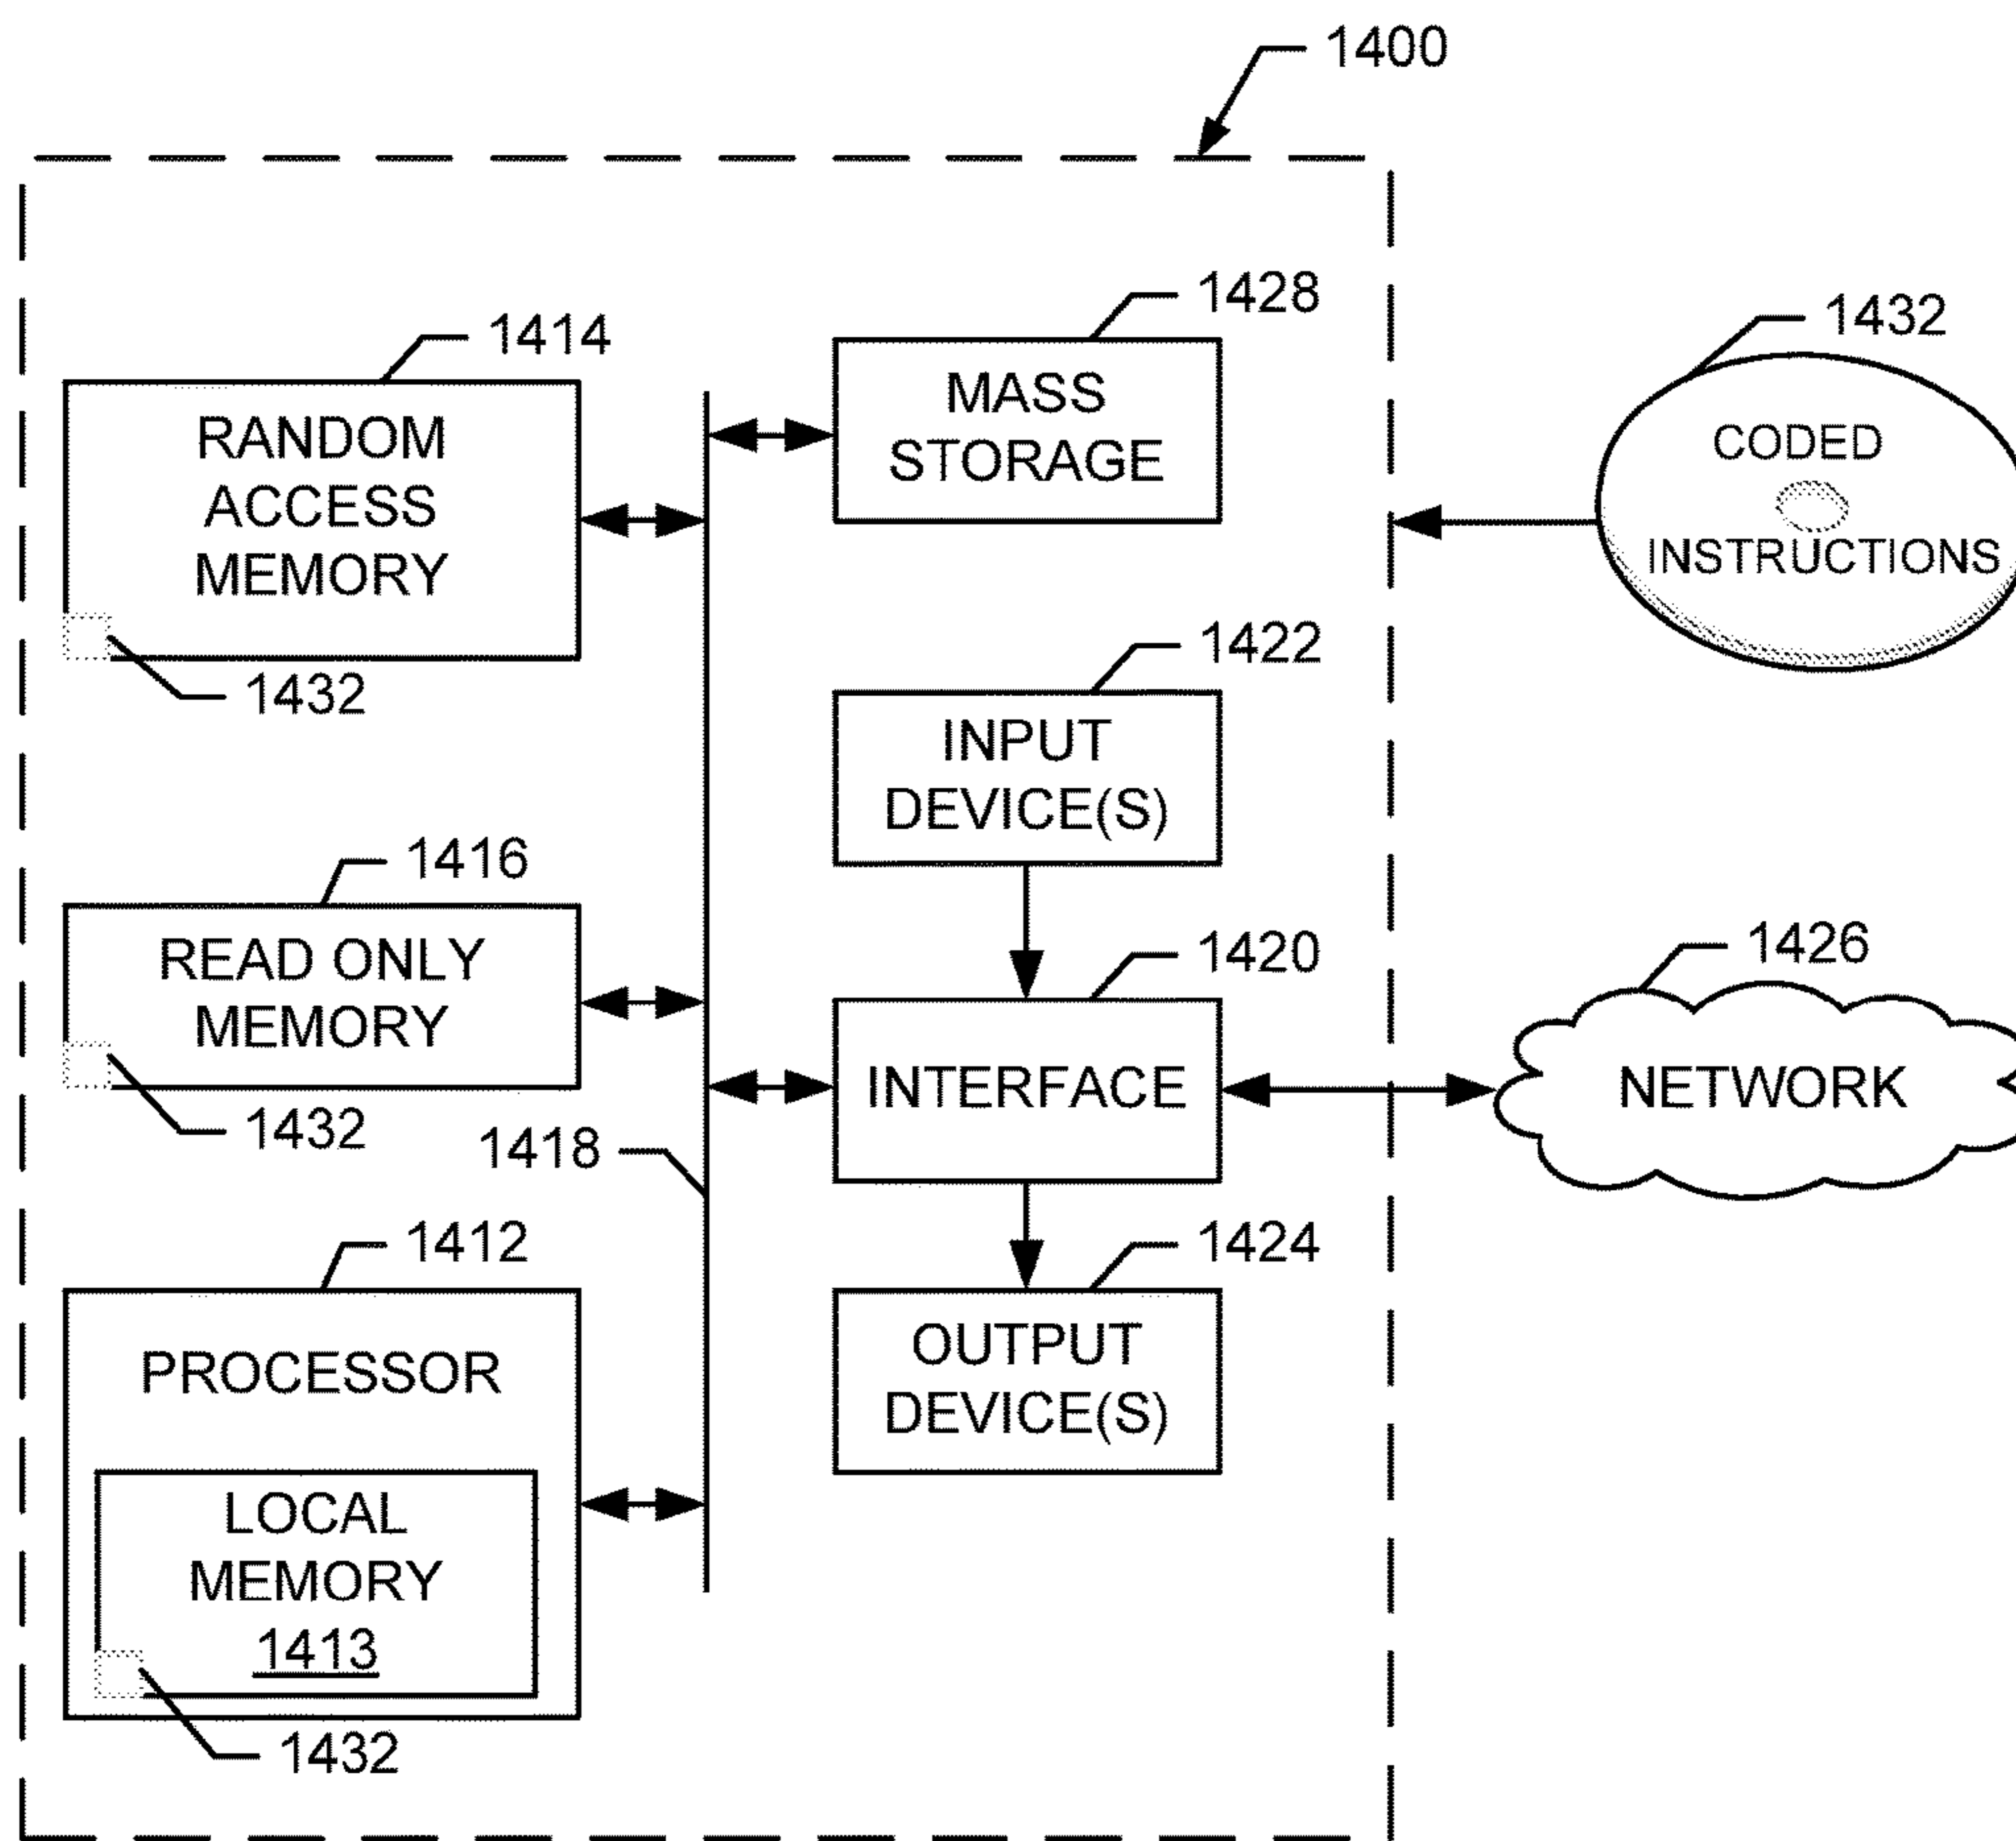 1400
1414
RANDOM
ACCESS
MEMORY
1432
1416
READ ONLY
MEMORY
1432
1418
1412
PROCESSOR
LOCAL
MEMORY
1413
1432
1428
MASS
STORAGE
1422
INPUT
DEVICE(S)
1420
INTERFACE
1424
OUTPUT
DEVICE(S)
1432
CODED
INSTRUCTIONS
1426
NETWORK